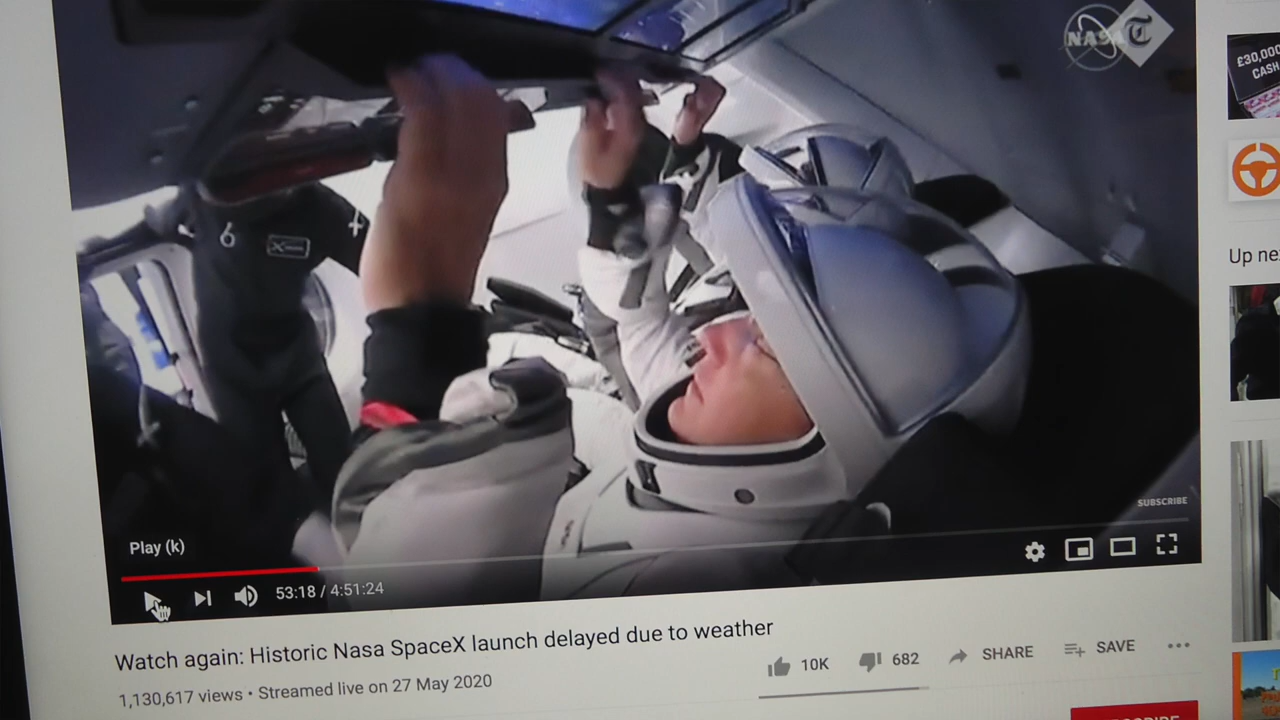 NASA T
£30,000
CASH
6
X
Up ne
SUBSCRIBE
Play (k)
53:18 / 4:51:24
Watch again: Historic Nasa SpaceX launch delayed due to weather
10K 682 SHARE SAVE
1,130,617 views • Streamed live on 27 May 2020